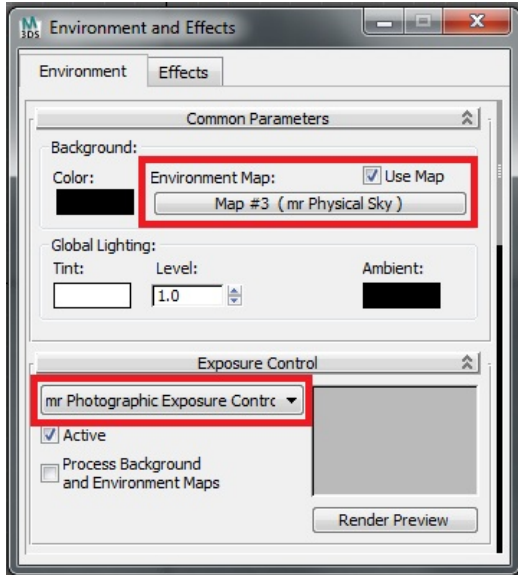 M
3DS
Environment and Effects
Environment Effects
Common Parameters
Background:
Color: Environment Map: Use Map
Map #3 ( mr Physical Sky )
Global Lighting:
Tint: Level: Ambient:
1.0
Exposure Control
mr Photographic Exposure Contrc
Active
Process Background
and Environment Maps
Render Preview